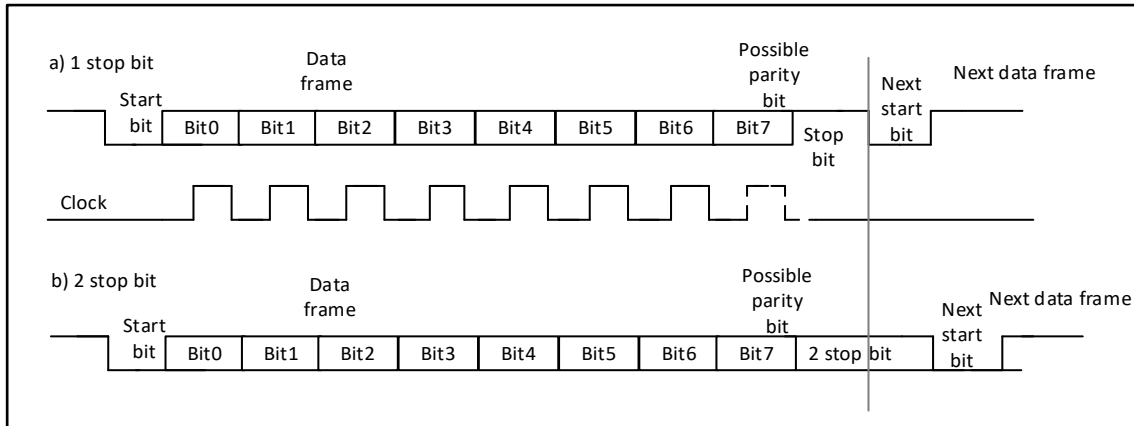 a) 1 stop bit
Data
frame
Possible
parity
bit
Next data frame
Start
bit
Bit0
Bit1
Bit2
Bit3
Bit4
Bit5
Bit6
Bit7
Stop
bit
Next
start
bit
Clock
b) 2 stop bit
Data
frame
Possible
parity
bit
Next data frame
Start
bit
Bit0
Bit1
Bit2
Bit3
Bit4
Bit5
Bit6
Bit7
2 stop bit
Next
start
bit